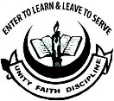 ENTER TO LEARN & LEAVE TO SERVE
UNITY FAITH DISCIPLINE